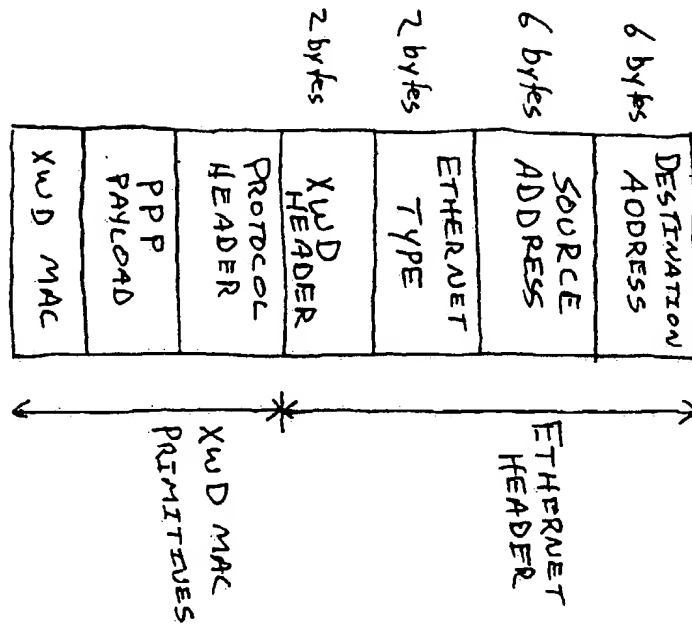 6 bytes
DESTINATION
ADDRESS
6 bytes
SOURCE
ADDRESS
2 bytes
ETHERNET
TYPE
2 bytes
XWD
HEADER
PROTOCOL
HEADER
PPP
PAYLOAD
XWD MAC
ETHERNET
HEADER
XWD MAC
PRIMITIVES